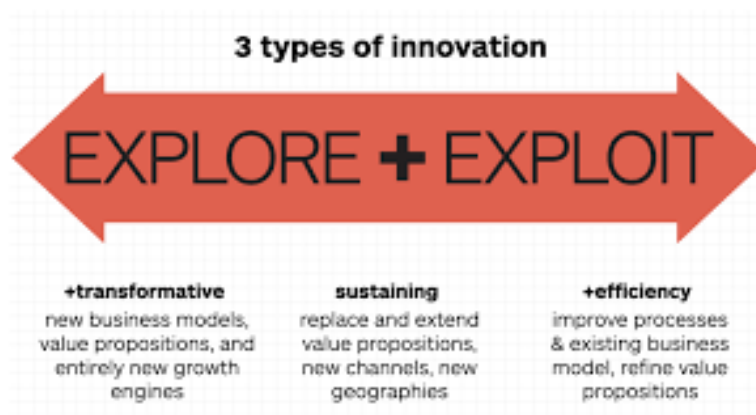 3 types of innovation
EXPLORE + EXPLOIT
+transformative
new business models,
value propositions, and
entirely new growth
engines
sustaining
replace and extend
value propositions,
new channels, new
geographies
+efficiency
improve processes
& existing business
model, refine value
propositions